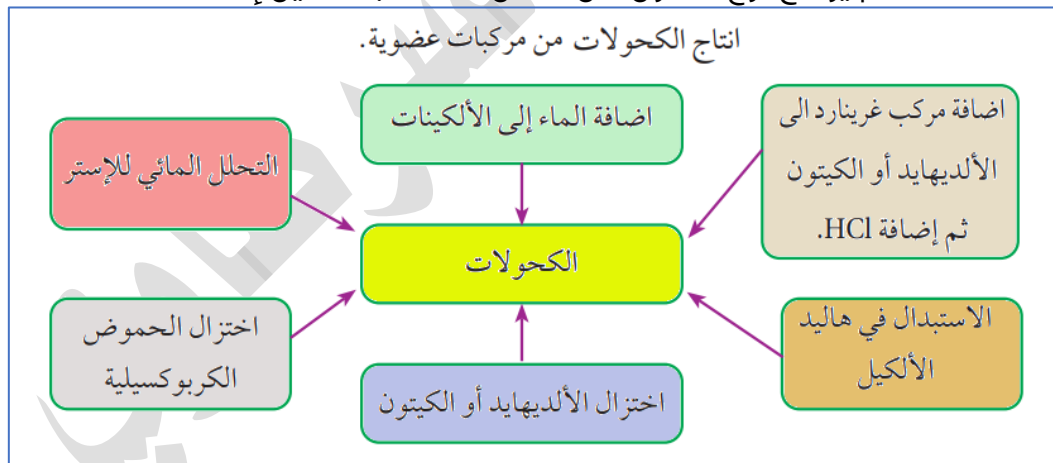 انتاج الكحولات من مركبات عضوية.
اضافة مركب غرينارد الى
الألديهايد أو الكيتون
ثم إضافة HCl.
اضافة الماء إلى الألكينات
التحلل المائي للإستر
الكحولات
الاستبدال في هاليد
الألكيل
اختزال الألديهايد أو الكيتون
اختزال الحموض
الكربوكسيلية